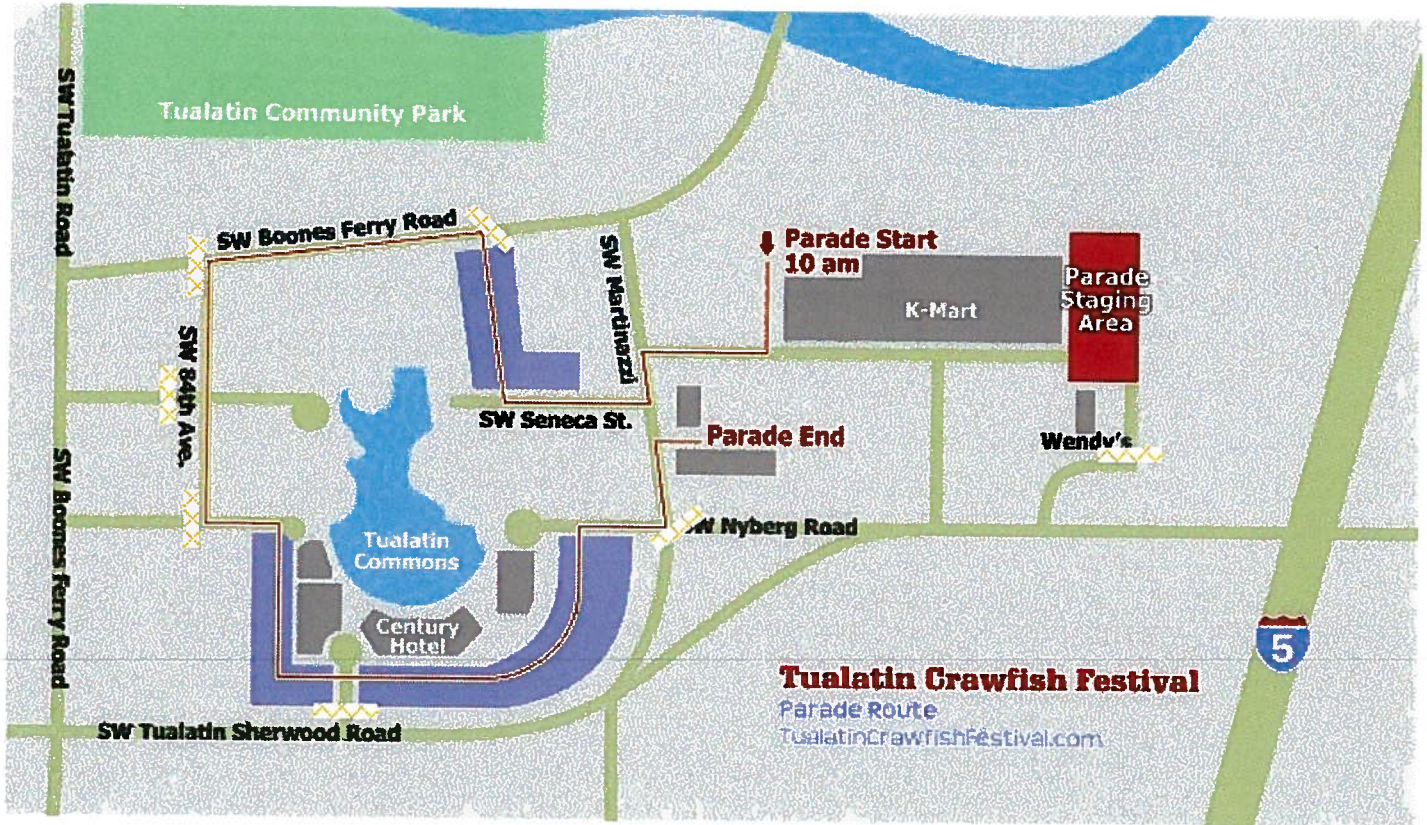 Tualatin Community Park
SW Tualatin Road
SW Boones Ferry Road
SW Martinazzi
Parade Start
10 am
K-Mart
Parade
Staging
Area
SW 84th Ave.
SW Seneca St.
Parade End
Wendy's
SW Boones Ferry Road
Tualatin
Commons
SW Nyberg Road
Century
Hotel
5
Tualatin Crawfish Festival
Parade Route
TualatinCrawfishFestival.com
SW Tualatin Sherwood Road